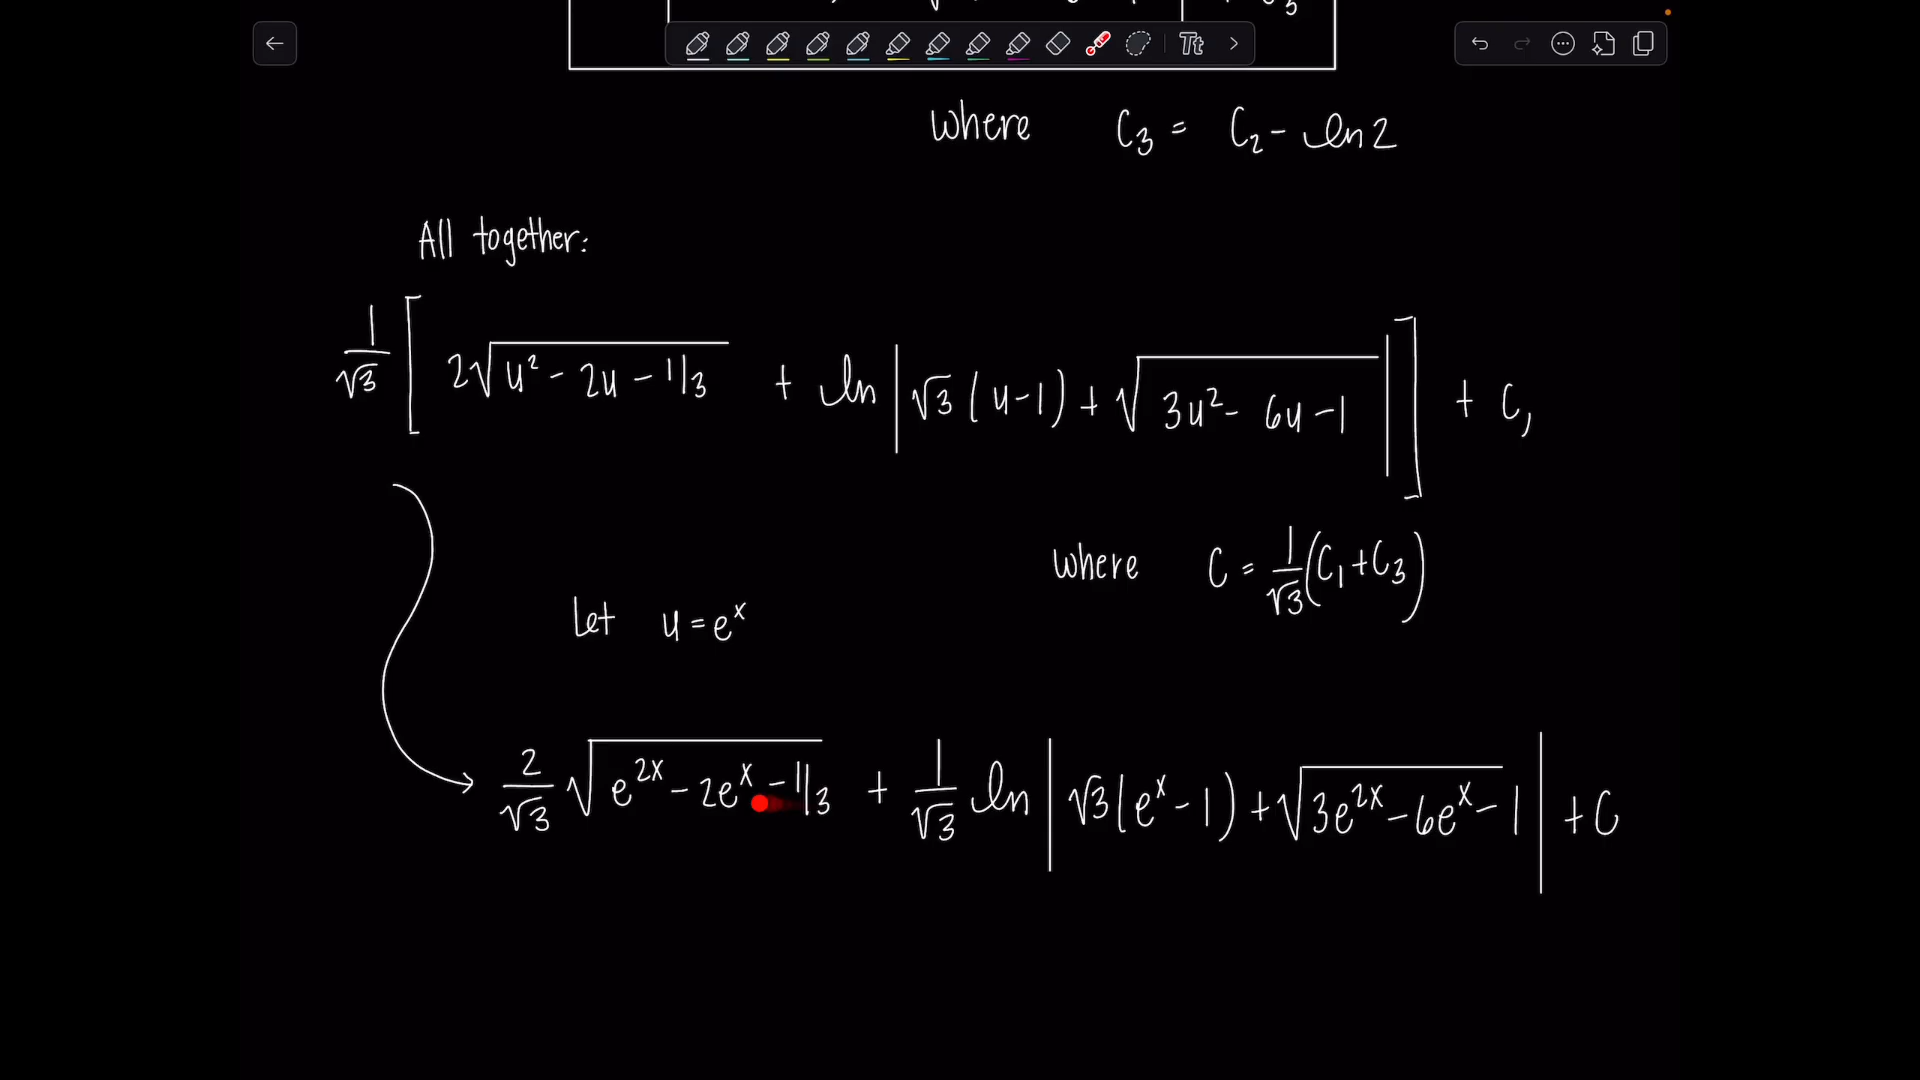 Tt
where C₃ = C₂ - ln 2
All together:
1/√3 [ 2√(u² - 2u - 1/3) + ln | √3 (u-1) + √(3u² - 6u - 1) | ] + C,
where C = 1/√3 (C₁ + C₃)
Let u = eˣ
2/√3 √(e²ˣ - 2eˣ - 1/3) + 1/√3 ln | √3 (eˣ - 1) + √(3e²ˣ - 6eˣ - 1) | + C